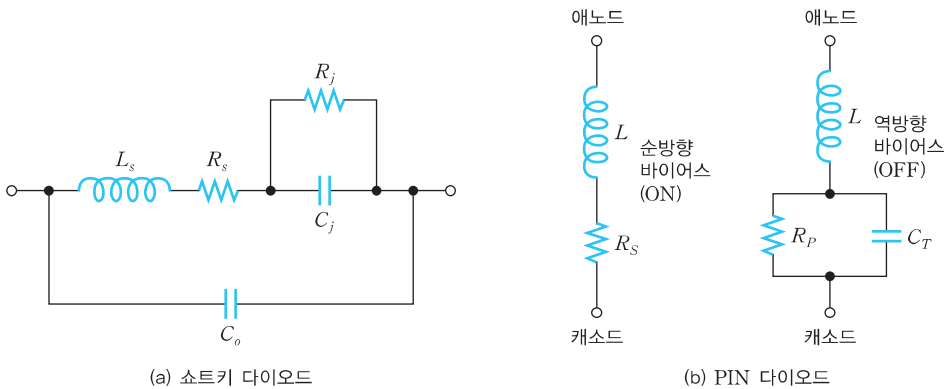 R_j
L_s
R_s
C_j
C_o
(a) 쇼트키 다이오드
애노드
L
순방향
바이어스
(ON)
R_S
캐소드
애노드
L
역방향
바이어스
(OFF)
R_P
C_T
캐소드
(b) PIN 다이오드